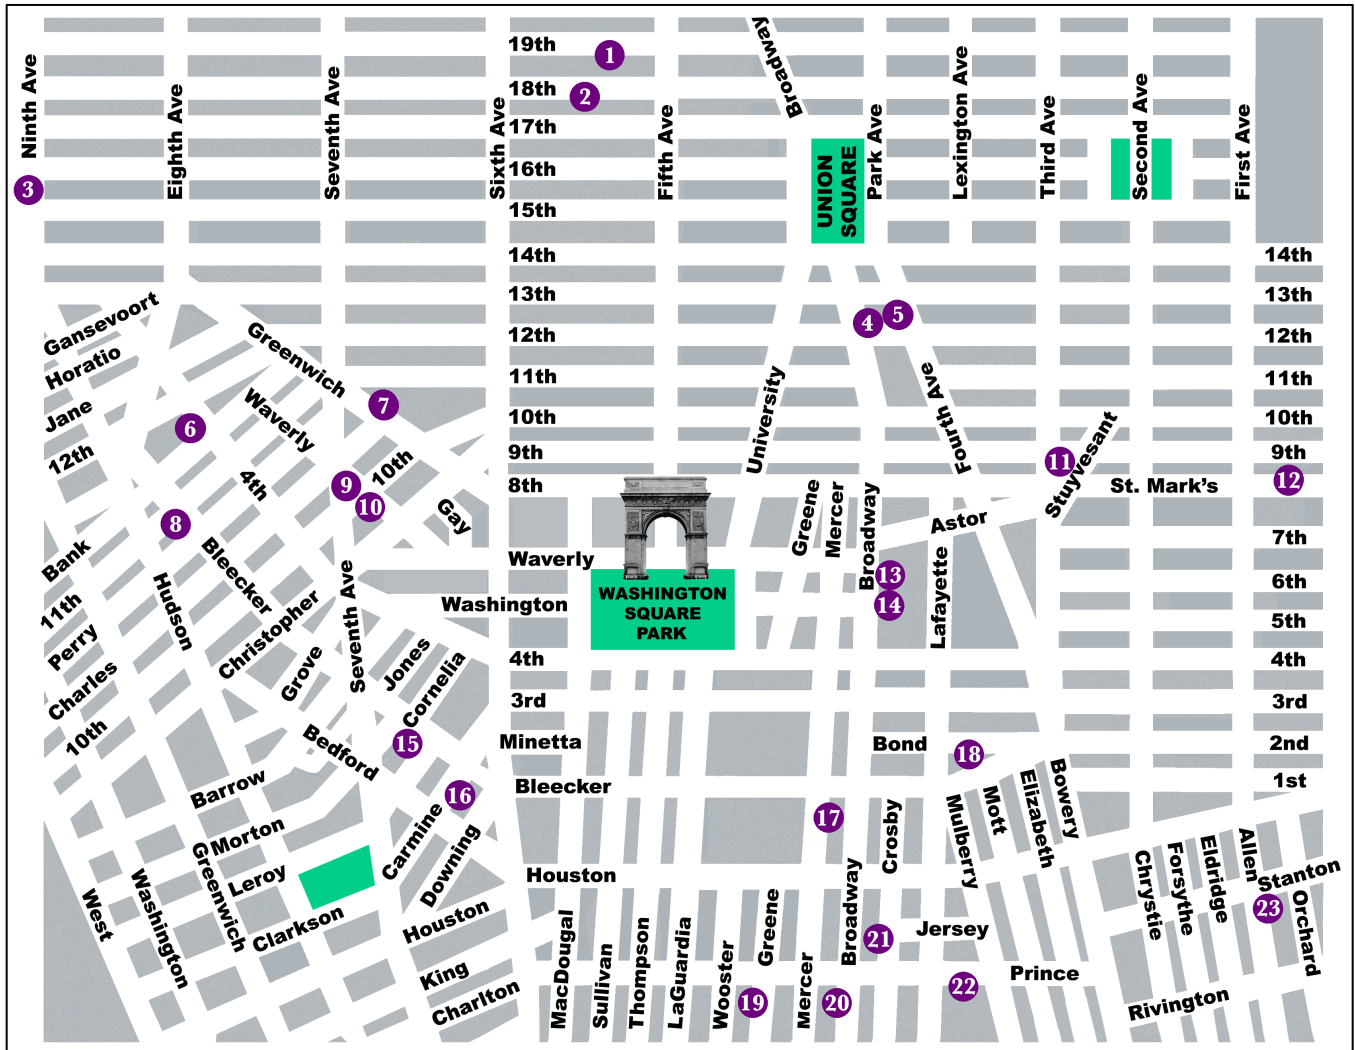 19th
1
Broadway
Ninth Ave
Eighth Ave
Seventh Ave
Sixth Ave
18th
2
17th
Fifth Ave
16th
UNION
SQUARE
Park Ave
Lexington Ave
Third Ave
Second Ave
First Ave
3
15th
14th
14th
Gansevoort
13th
13th
4
5
Horatio
Greenwich
12th
12th
Jane
11th
11th
7
Waverly
6
10th
University
Fourth Ave
10th
12th
9th
11
Stuyvesant
9th
4th
9
10th
10
8th
St. Mark's
12
Gay
Greene
Mercer
Broadway
Astor
8
7th
Bank
Bleecker
Waverly
Hudson
Seventh Ave
13
6th
11th
Christopher
Washington
WASHINGTON
SQUARE
PARK
14
Lafayette
5th
Perry
Jones
4th
4th
Charles
Grove
Cornelia
3rd
3rd
10th
Bedford
15
Minetta
Bond
18
2nd
Barrow
16
Bleecker
1st
Morton
Carmine
Downing
17
Crosby
Mulberry
Mott
Elizabeth
Bowery
Greenwich
Leroy
Houston
Chrystie
Forsythe
Eldridge
Allen
Stanton
West
Washington
Clarkson
Houston
MacDougal
Sullivan
Thompson
LaGuardia
Wooster
Greene
Mercer
Broadway
21
Jersey
23
Orchard
King
Prince
Charlton
19
20
22
Rivington